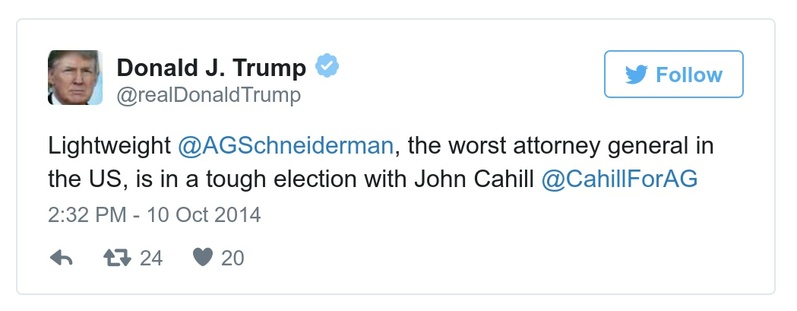 Donald J. Trump
@realDonaldTrump
Follow
Lightweight @AGSchneiderman, the worst attorney general in
the US, is in a tough election with John Cahill @CahillForAG
2:32 PM - 10 Oct 2014
24 20